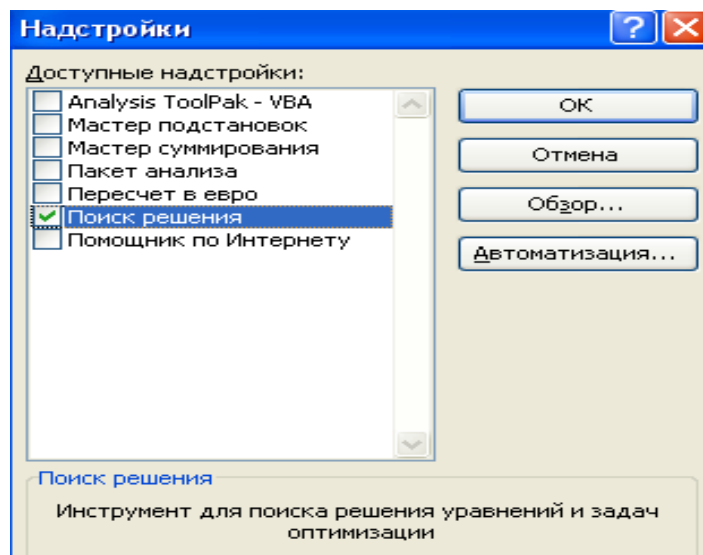 Надстройки
Доступные надстройки:
Analysis ToolPak - VBA
Мастер подстановок
Мастер суммирования
Пакет анализа
Пересчет в евро
Поиск решения
Помощник по Интернету
ОК
Отмена
Обзор...
Автоматизация...
Поиск решения
Инструмент для поиска решения уравнений и задач
оптимизации